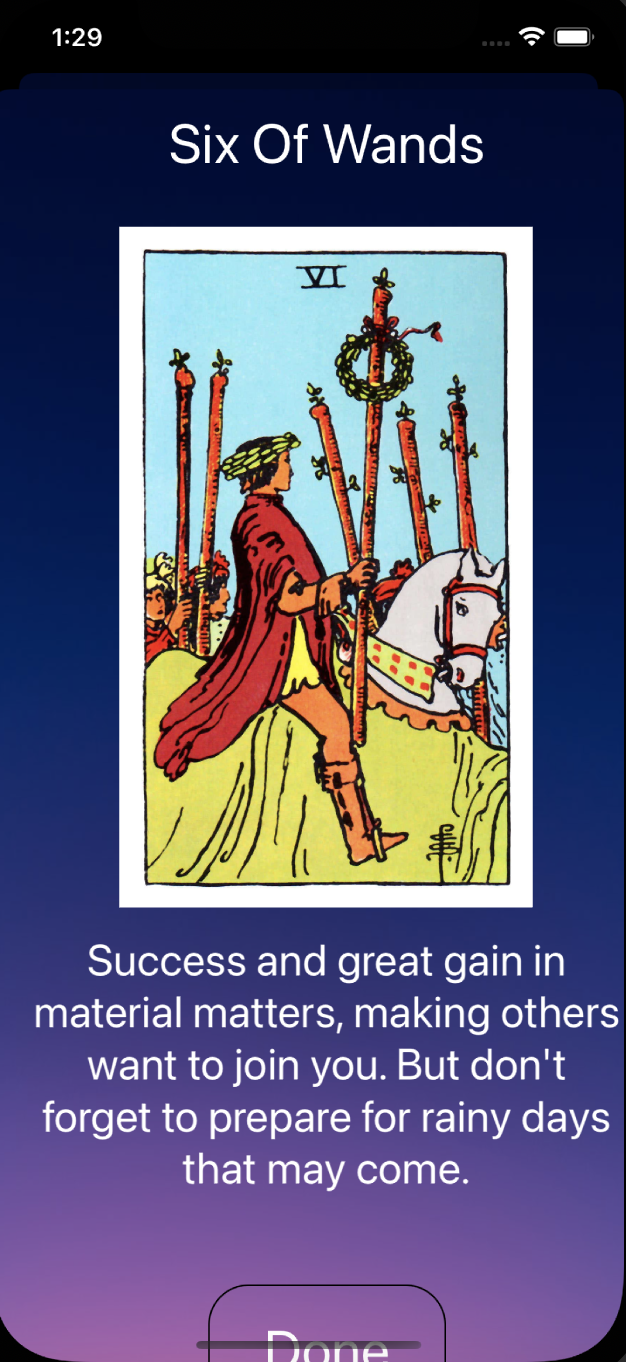 1:29
Six Of Wands
VI
Success and great gain in
material matters, making others
want to join you. But don't
forget to prepare for rainy days
that may come.
Done